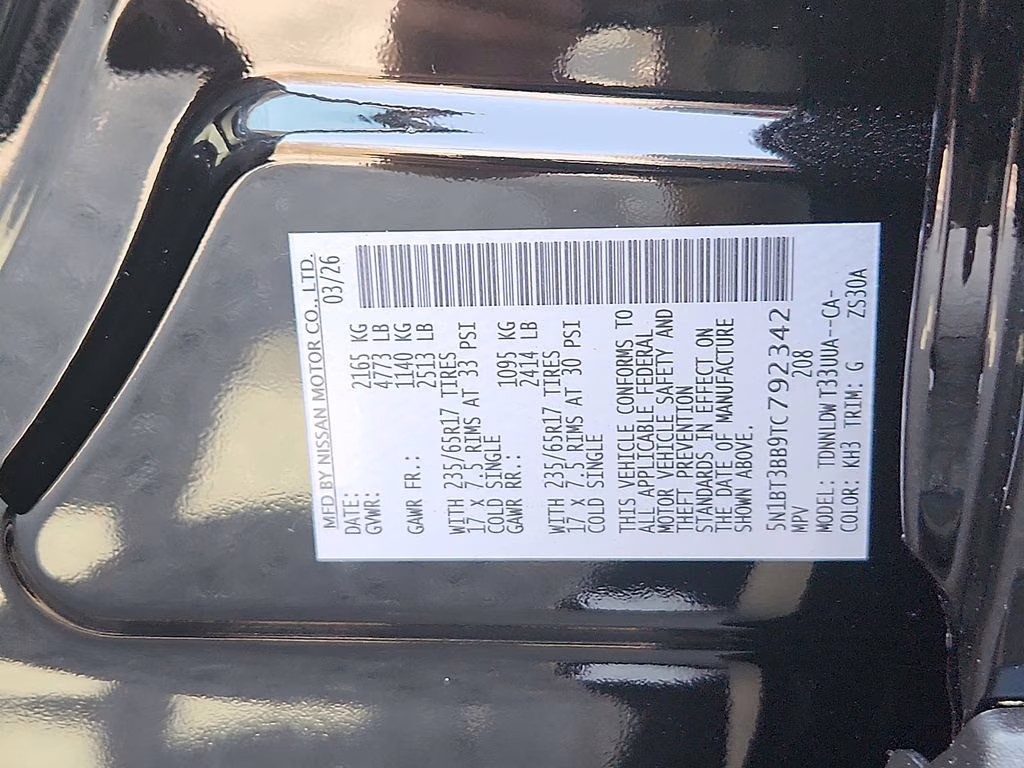 MFD BY NISSAN MOTOR CO., LTD.
DATE: 03/26
GVWR: 2165 KG
4773 LB
GAWR FR.: 1140 KG
2513 LB
WITH 235/65R17 TIRES
17 X 7.5 RIMS AT 33 PSI
COLD SINGLE
GAWR RR.: 1095 KG
2414 LB
WITH 235/65R17 TIRES
17 X 7.5 RIMS AT 30 PSI
COLD SINGLE
THIS VEHICLE CONFORMS TO
ALL APPLICABLE FEDERAL
MOTOR VEHICLE SAFETY AND
THEFT PREVENTION
STANDARDS IN EFFECT ON
THE DATE OF MANUFACTURE
SHOWN ABOVE.
5N1BT3BB9TC792342
MPV 208
MODEL: TDNNLDW T33UUA--CA-
COLOR: KH3 TRIM: G ZS30A